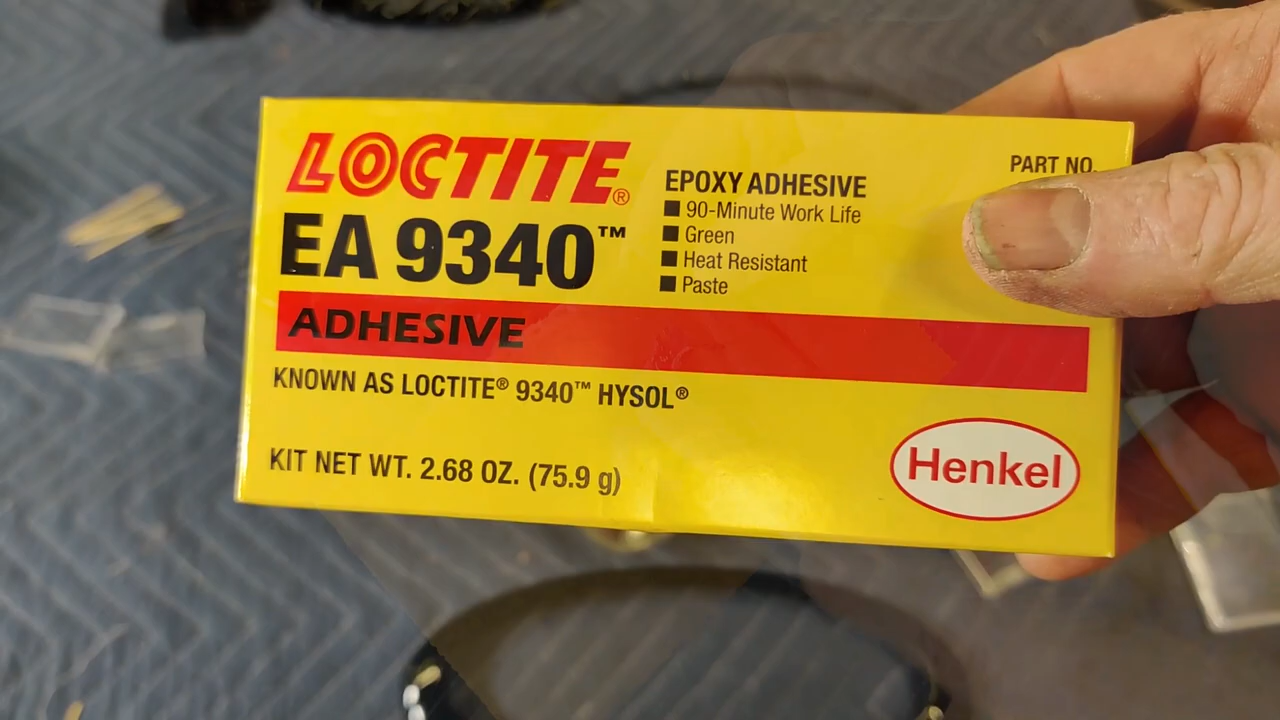 LOCTITE®
EA 9340™
ADHESIVE
KNOWN AS LOCTITE® 9340™ HYSOL®
KIT NET WT. 2.68 OZ. (75.9 g)
EPOXY ADHESIVE
■ 90-Minute Work Life
■ Green
■ Heat Resistant
■ Paste
PART NO.
Henkel